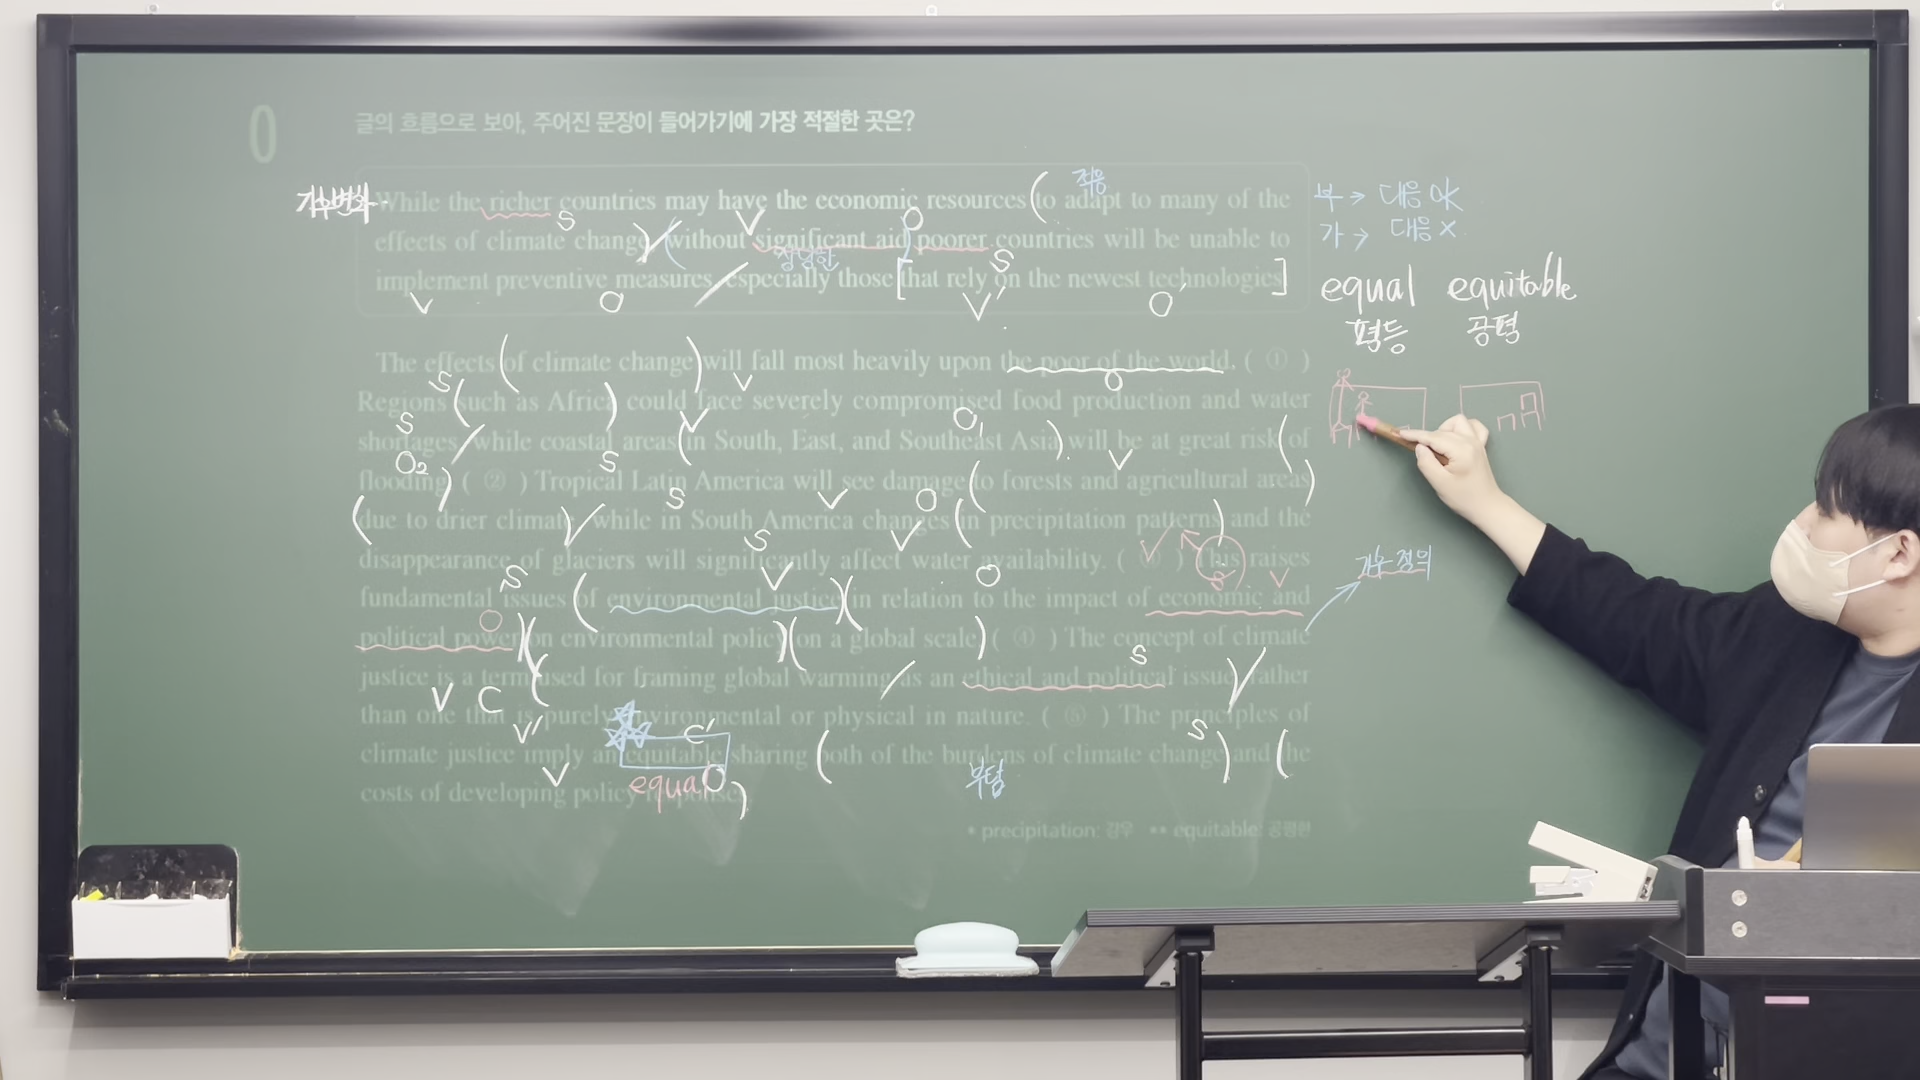 0
글의 흐름으로 보아, 주어진 문장이 들어가기에 가장 적절한 곳은?
기후변화
While the richer countries may have the economic resources to adapt to many of the
적응
effects of climate change, without significant aid poorer countries will be unable to
상당한
implement preventive measures, especially those that rely on the newest technologies.
The effects of climate change will fall most heavily upon the poor of the world. ( ① )
Regions such as Africa could face severely compromised food production and water
shortages, while coastal areas in South, East, and Southeast Asia will be at great risk of
flooding. ( ② ) Tropical Latin America will see damage to forests and agricultural areas
due to drier climate, while in South America changes in precipitation patterns and the
disappearance of glaciers will significantly affect water availability. ( ③ ) This raises
fundamental issues of environmental justice in relation to the impact of economic and
political power on environmental policy on a global scale. ( ④ ) The concept of climate
justice is a term used for framing global warming as an ethical and political issue, rather
than one that is purely environmental or physical in nature. ( ⑤ ) The principles of
climate justice imply an equitable sharing both of the burdens of climate change and the
equal
부담
costs of developing policy responses.
* precipitation: 강우 ** equitable: 공평한
부 → 대응 OK
가 → 대응 X
equal equitable
평등 공평
기후 정의
S V O
S
V O V' O'
S V O
S V O₁
O₂ S V
S V O
S V
S V O
S
V C
V' C' S
V O